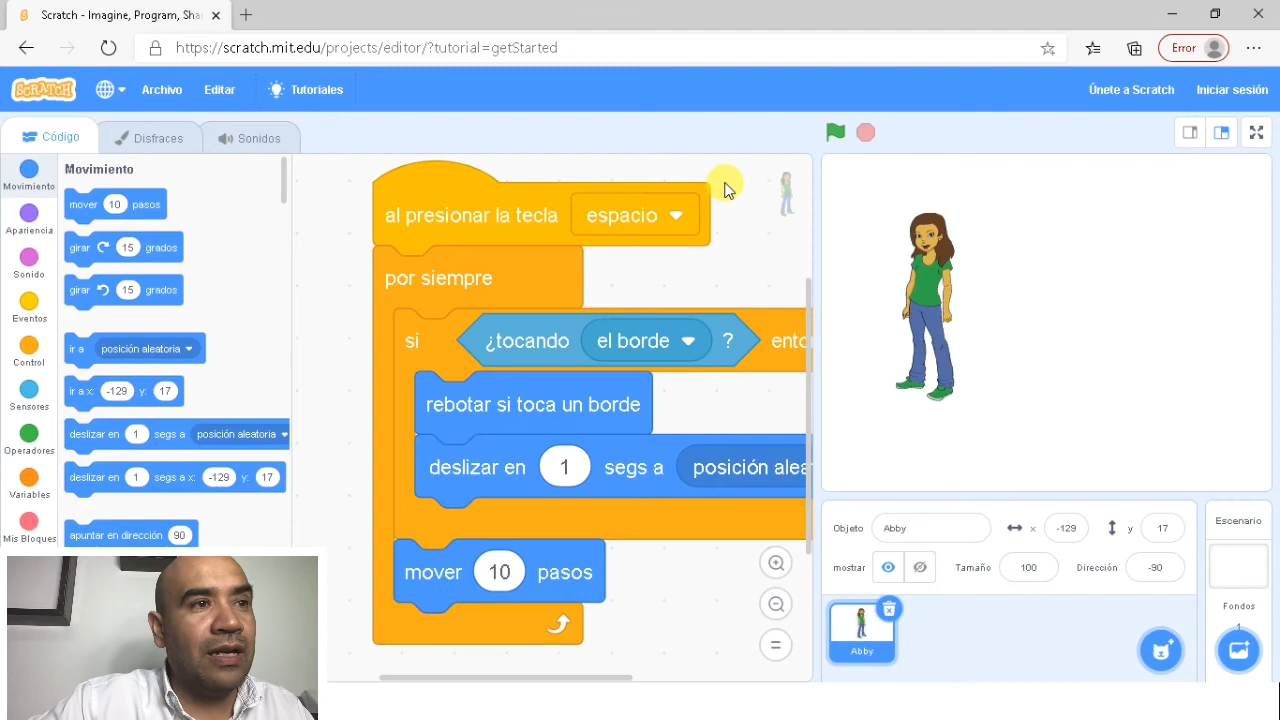 Scratch - Imagine, Program, Sha
https://scratch.mit.edu/projects/editor/?tutorial=getStarted
Error
SCRATCH
Archivo
Editar
Tutoriales
Únete a Scratch
Iniciar sesión
Código
Disfraces
Sonidos
Movimiento
Apariencia
Sonido
Eventos
Control
Sensores
Operadores
Variables
Mis Bloques
Movimiento
mover 10 pasos
girar 15 grados
girar 15 grados
ir a posición aleatoria
ir a x: -129 y: 17
deslizar en 1 segs a posición aleatoria
deslizar en 1 segs a x: -129 y: 17
apuntar en dirección 90
al presionar la tecla espacio
por siempre
si ¿tocando el borde ? ento
rebotar si toca un borde
deslizar en 1 segs a posición alea
mover 10 pasos
Objeto Abby x -129 y 17
mostrar Tamaño 100 Dirección -90
Abby
Escenario
Fondos
1